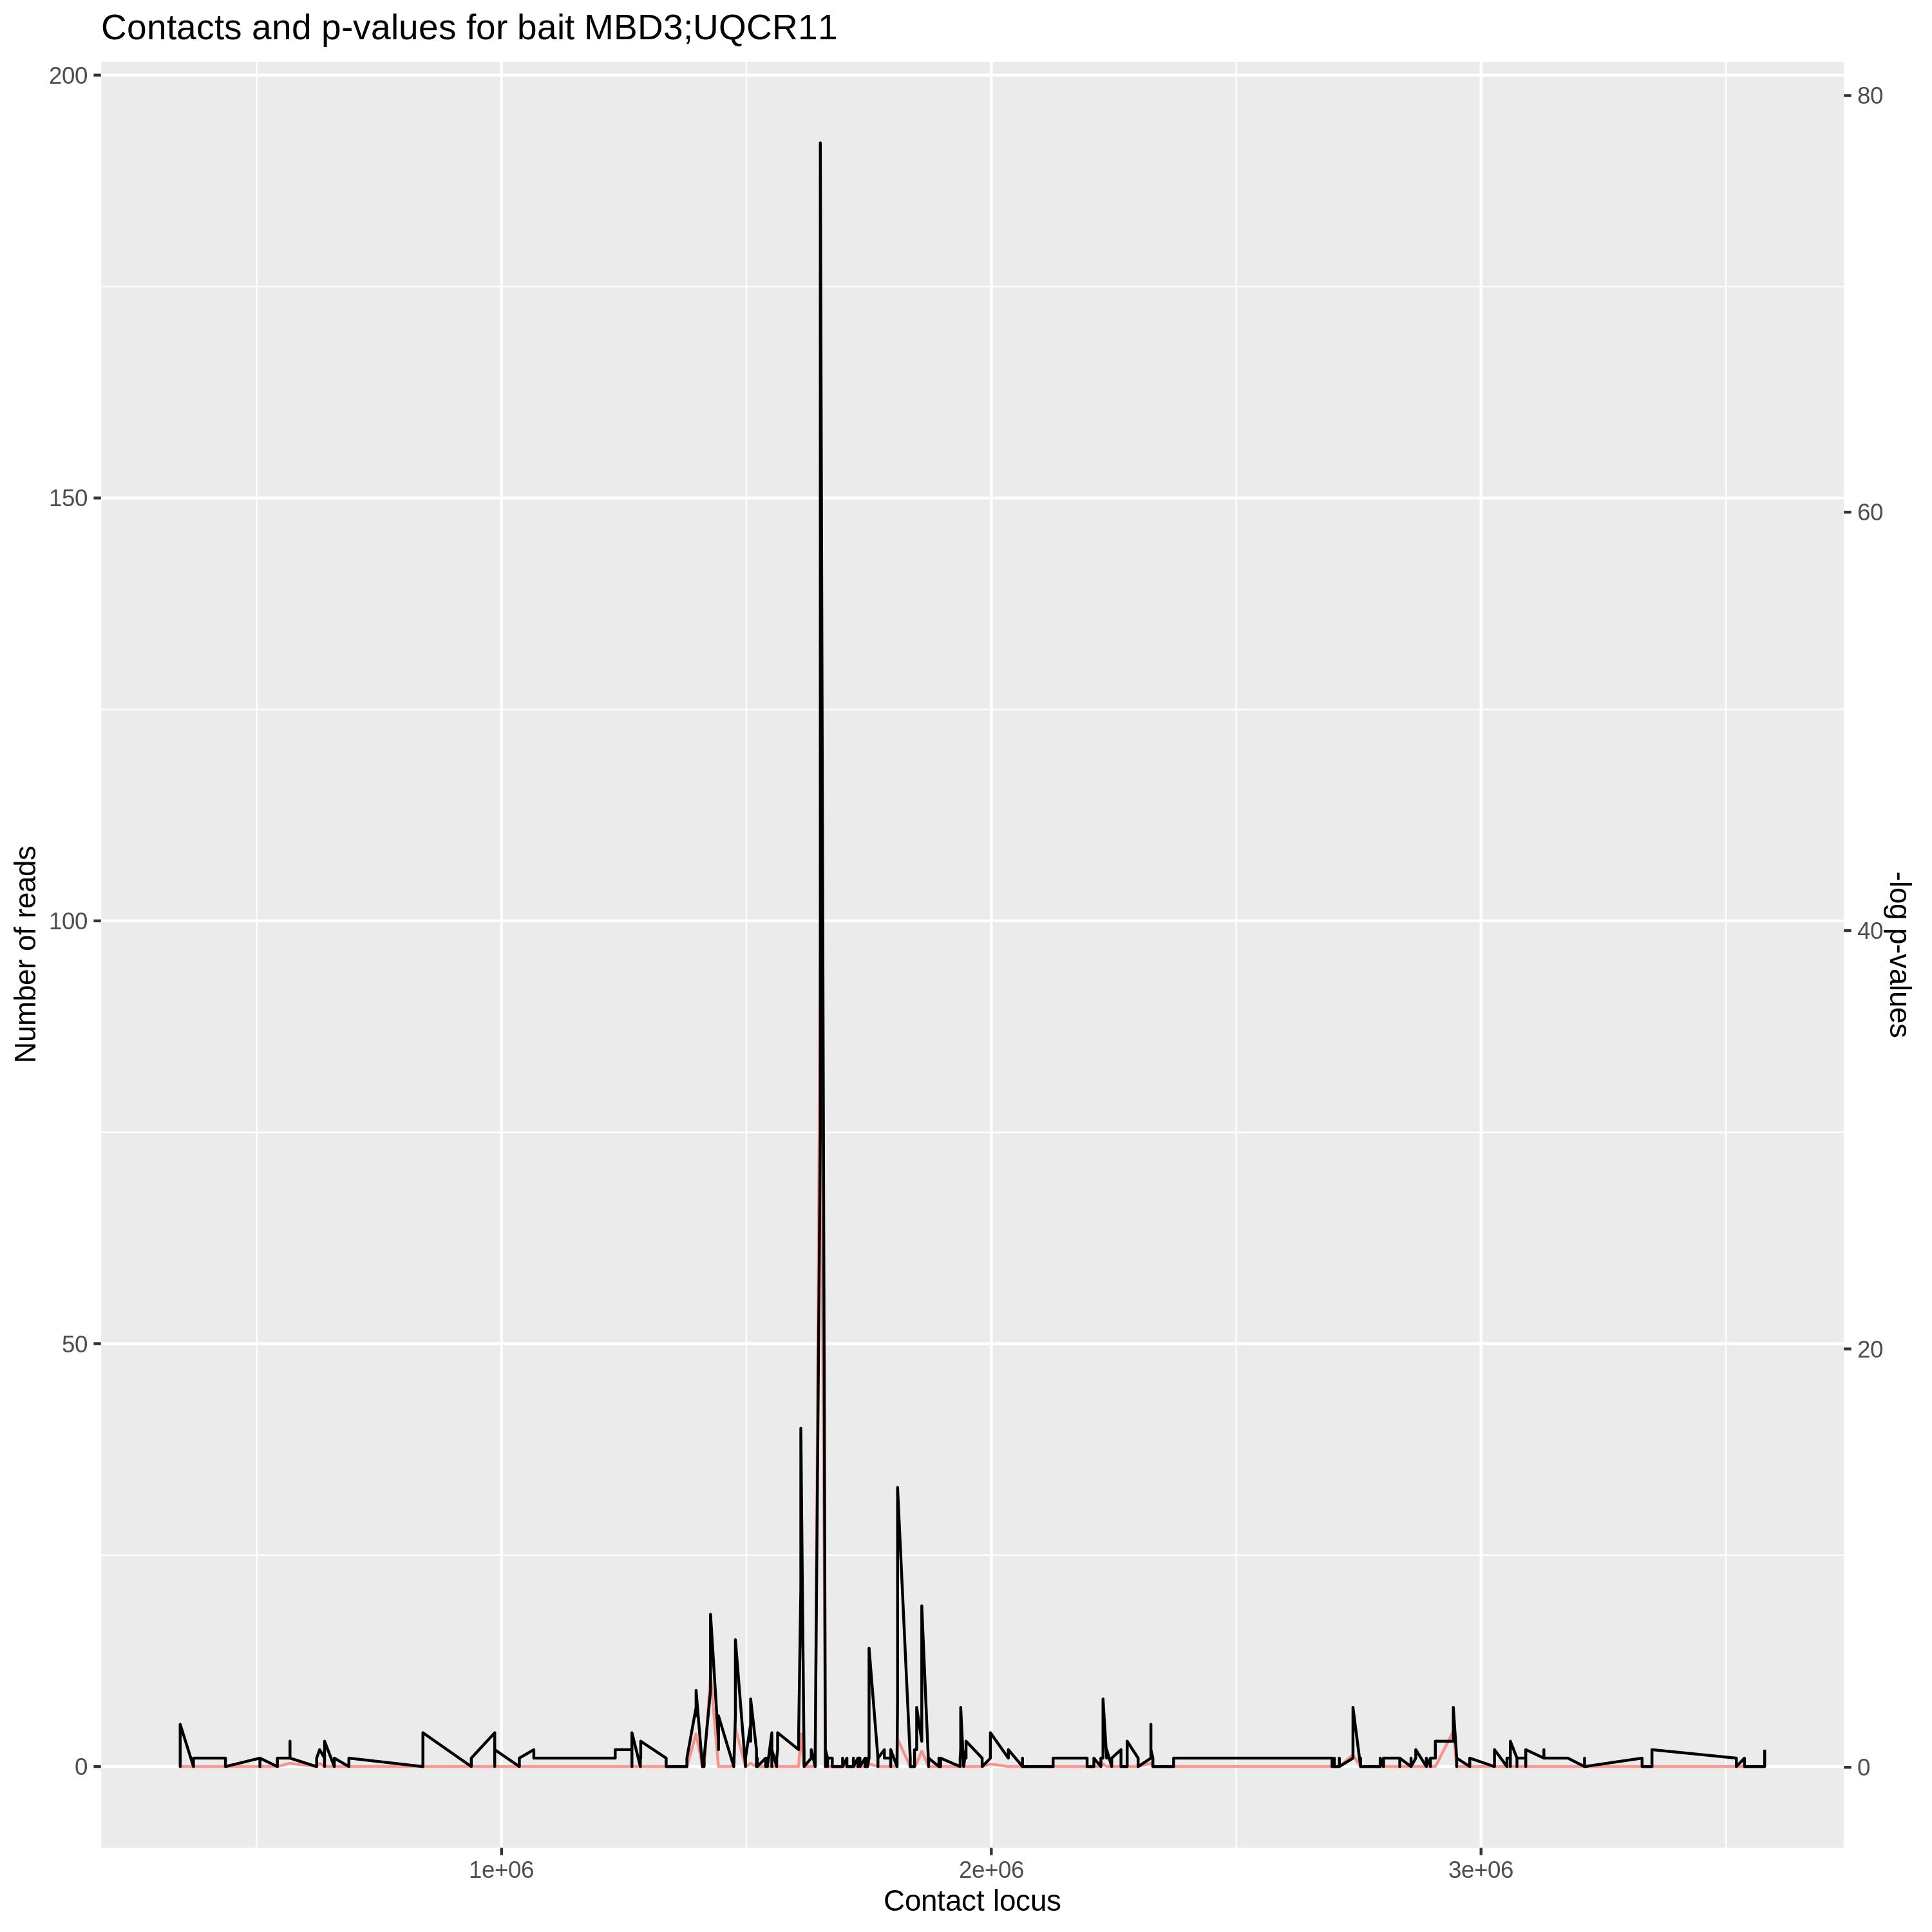 Contacts and p-values for bait MBD3;UQCR11
200
150
100
50
0
80
60
40
20
0
Number of reads
-log p-values
1e+06
2e+06
3e+06
Contact locus